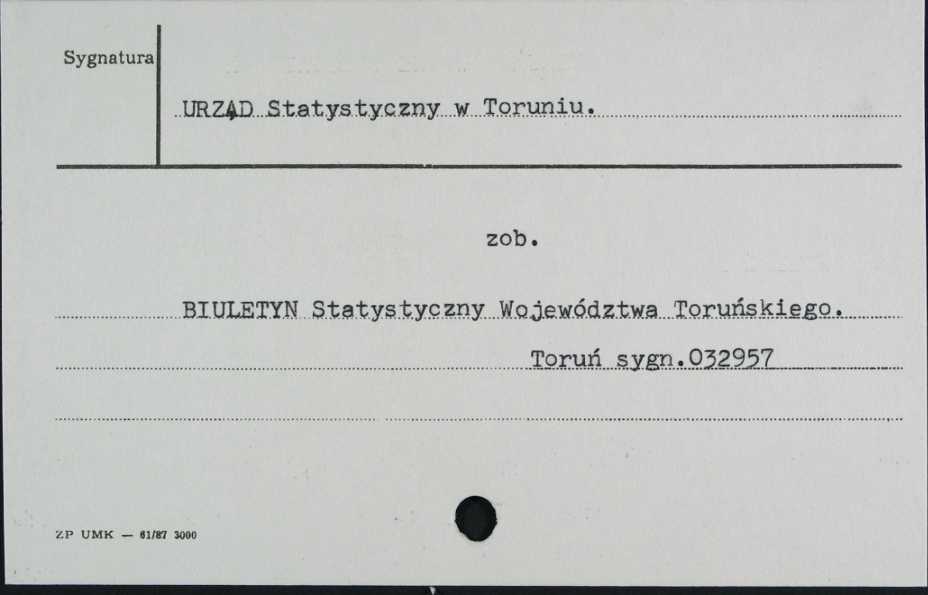 Sygnatura
URZĄD Statystyczny w Toruniu.
zob.
BIULETYN Statystyczny Województwa Toruńskiego.
Toruń sygn.032957
ZP UMK — 61/87 3000